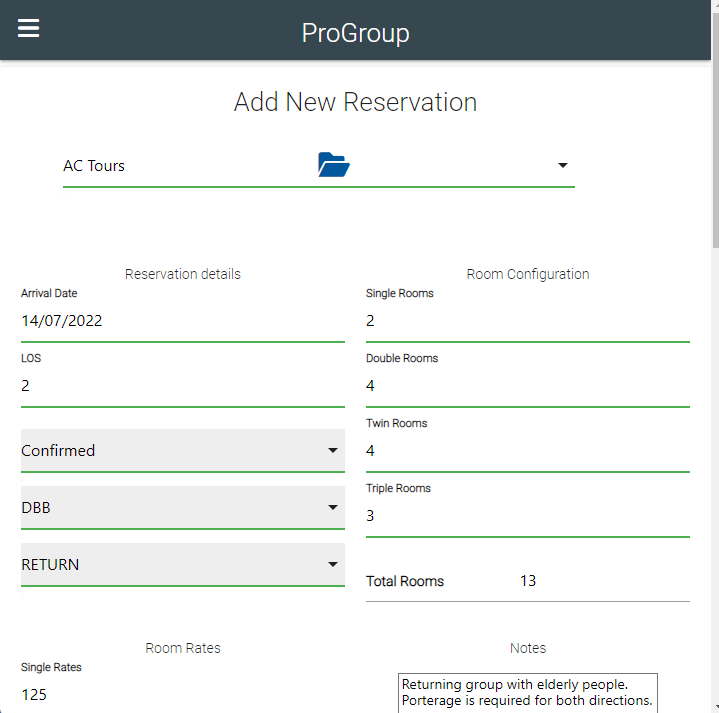 ProGroup
Add New Reservation
AC Tours
Reservation details
Arrival Date
14/07/2022
LOS
2
Confirmed
DBB
RETURN
Room Configuration
Single Rooms
2
Double Rooms
4
Twin Rooms
4
Triple Rooms
3
Total Rooms 13
Room Rates
Single Rates
125
Notes
Returning group with elderly people.
Porterage is required for both directions.